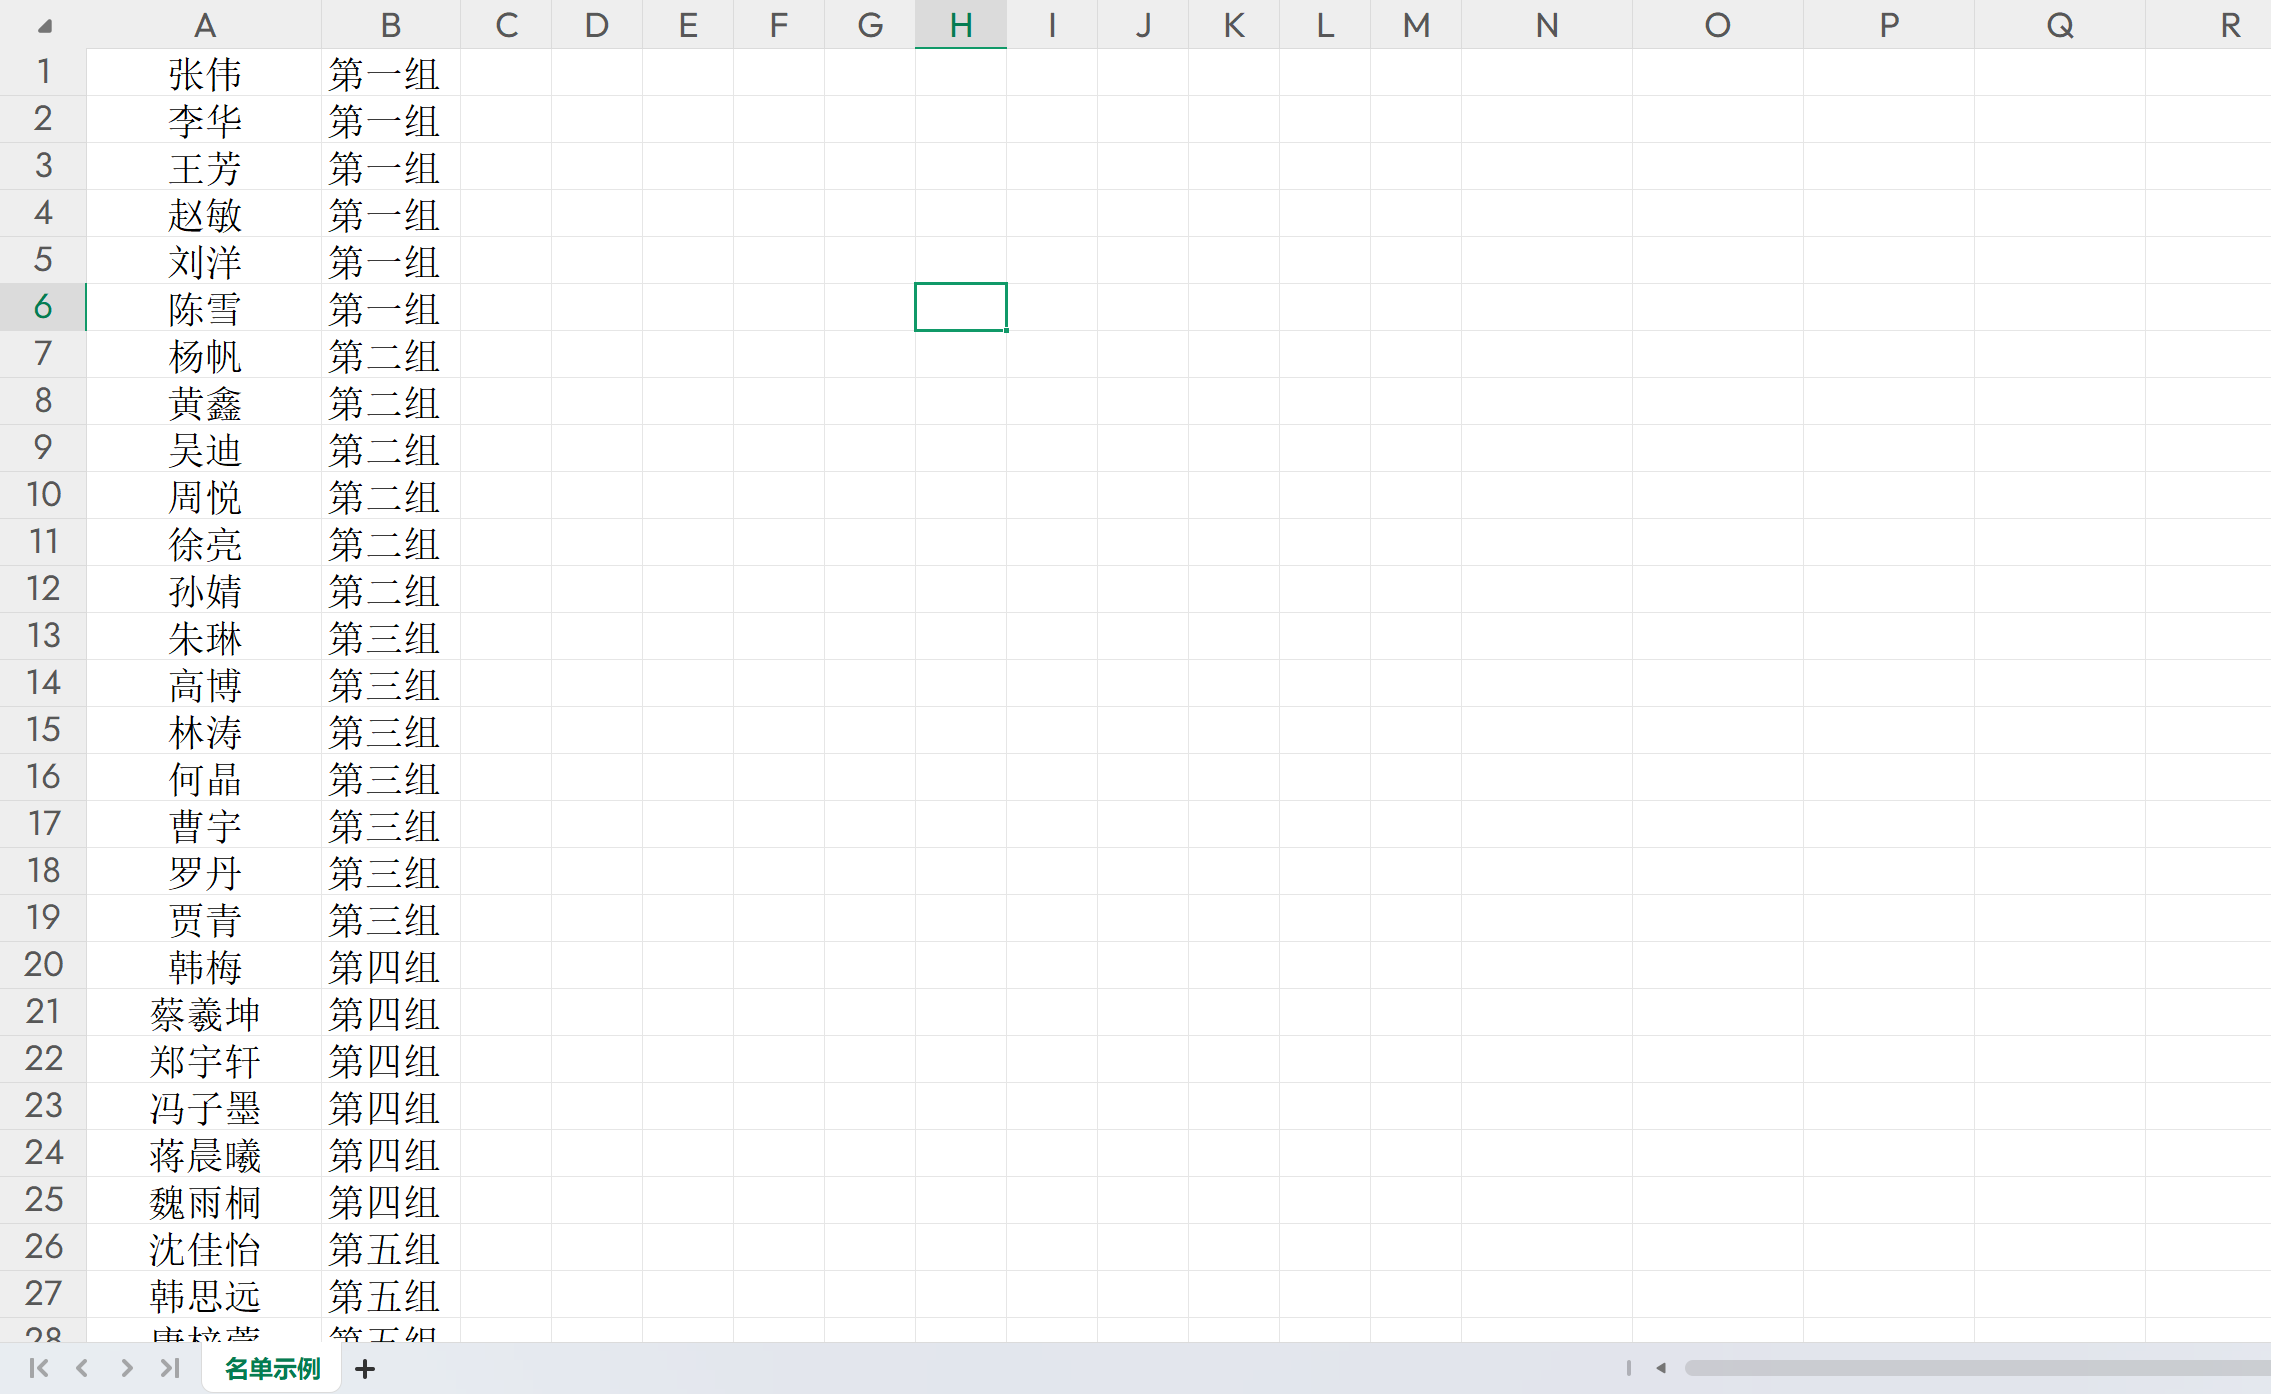 A B C D E F G H I J K L M N O P Q R
1 张伟 第一组
2 李华 第一组
3 王芳 第一组
4 赵敏 第一组
5 刘洋 第一组
6 陈雪 第一组
7 杨帆 第二组
8 黄鑫 第二组
9 吴迪 第二组
10 周悦 第二组
11 徐亮 第二组
12 孙婧 第二组
13 朱琳 第三组
14 高博 第三组
15 林涛 第三组
16 何晶 第三组
17 曹宇 第三组
18 罗丹 第三组
19 贾青 第三组
20 韩梅 第四组
21 蔡羲坤 第四组
22 郑宇轩 第四组
23 冯子墨 第四组
24 蒋晨曦 第四组
25 魏雨桐 第四组
26 沈佳怡 第五组
27 韩思远 第五组
28 第五组
名单示例